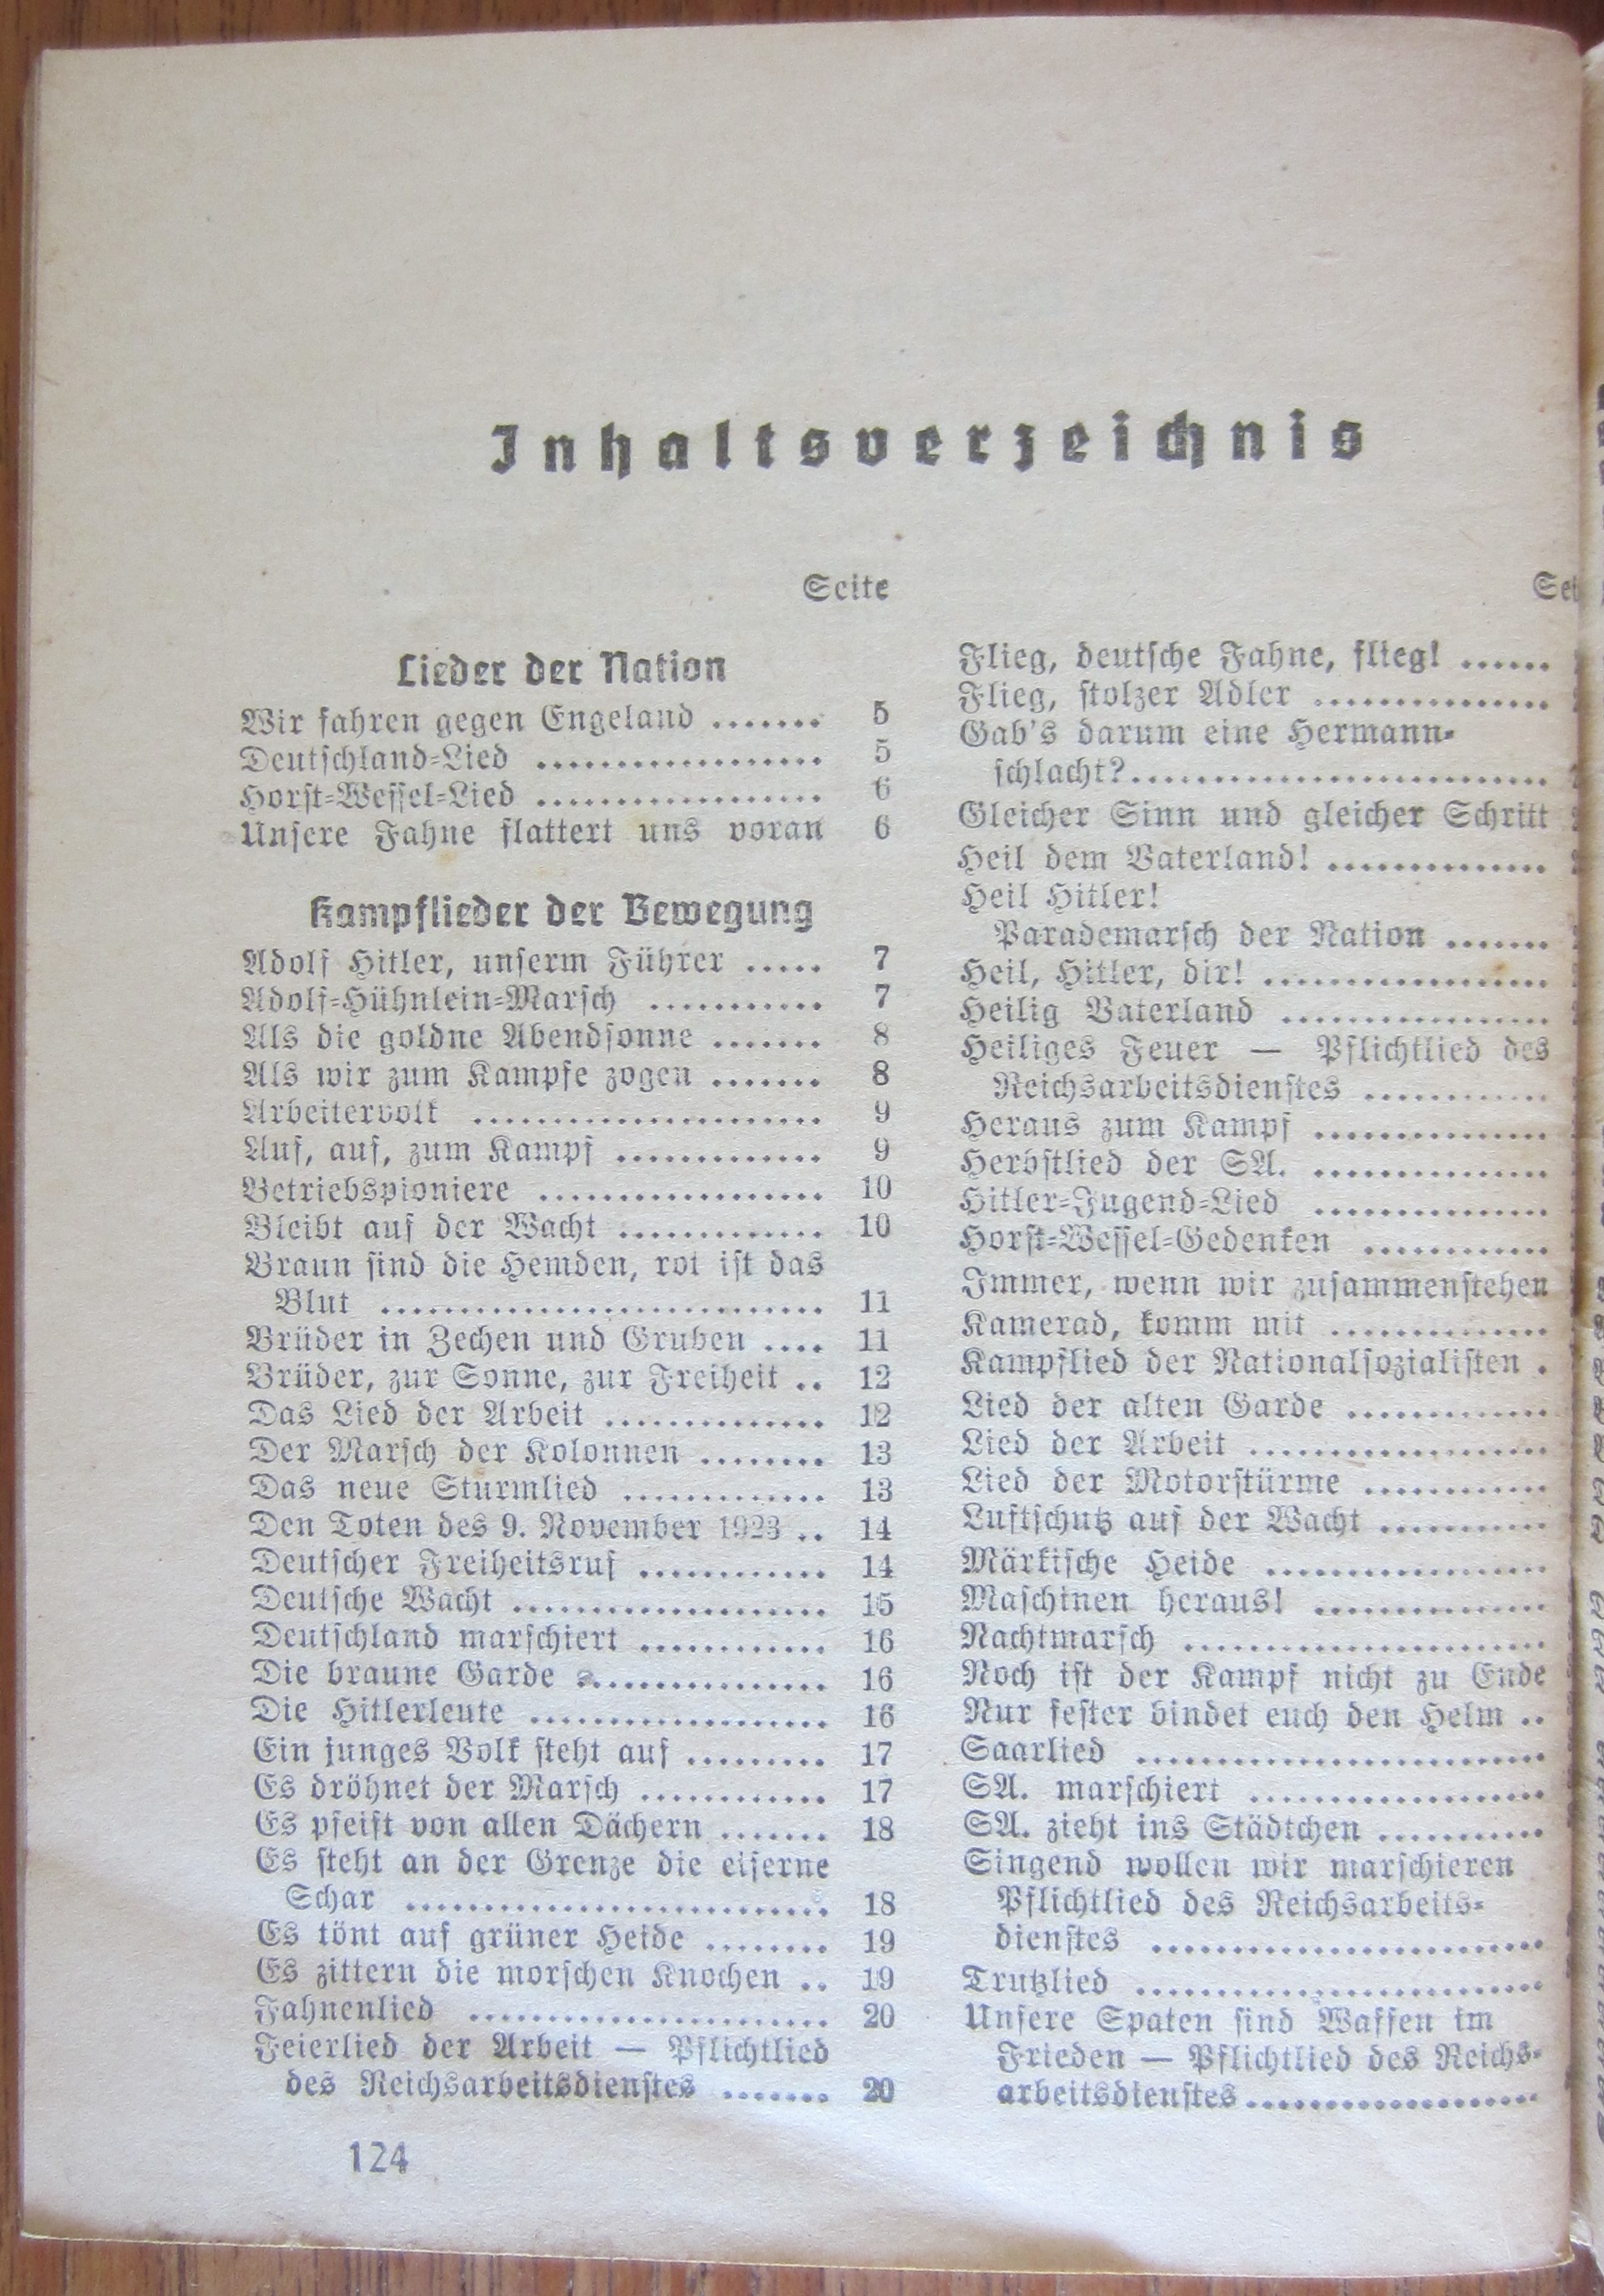 Inhaltsverzeichnis
Seite
Lieder der Nation
Wir fahren gegen Engeland ....... 5
Deutschland-Lied .................. 5
Horst-Wessel-Lied .................. 6
Unsere Fahne flattert uns voran 6
Kampflieder der Bewegung
Adolf Hitler, unserm Führer ..... 7
Adolf-Hühnlein-Marsch ........... 7
Als die goldne Abendsonne ....... 8
Als wir zum Kampfe zogen ....... 8
Arbeitervolk ...................... 9
Auf, auf, zum Kampf ............. 9
Betriebspioniere .................. 10
Bleibt auf der Wacht ............. 10
Braun sind die Hemden, rot ist das
Blut ............................ 11
Brüder in Zechen und Gruben .... 11
Brüder, zur Sonne, zur Freiheit .. 12
Das Lied der Arbeit .............. 12
Der Marsch der Kolonnen ........ 13
Das neue Sturmlied ............. 13
Den Toten des 9. November 1923 .. 14
Deutscher Freiheitsruf ............ 14
Deutsche Wacht .................... 15
Deutschland marschiert ............ 16
Die braune Garde ................ 16
Die Hitlerleute ................... 16
Ein junges Volk steht auf ......... 17
Es dröhnet der Marsch ............ 17
Es pfeift von allen Dächern ....... 18
Es steht an der Grenze die eiserne
Schar ........................... 18
Es tönt auf grüner Heide ........ 19
Es zittern die morschen Knochen .. 19
Fahnenlied ....................... 20
Feierlied der Arbeit — Pflichtlied
des Reichsarbeitsdienstes ....... 20
Flieg, deutsche Fahne, flieg! ......
Flieg, stolzer Adler ...............
Gab's darum eine Hermann-
schlacht?..........................
Gleicher Sinn und gleicher Schritt
Heil dem Vaterland! ..............
Heil Hitler!
Parademarsch der Nation .......
Heil, Hitler, dir! ..................
Heilig Vaterland .................
Heiliges Feuer — Pflichtlied des
Reichsarbeitsdienstes ............
Heraus zum Kampf ...............
Herbstlied der SA. ...............
Hitler-Jugend-Lied ...............
Horst-Wessel-Gedenken ............
Immer, wenn wir zusammenstehen
Kamerad, komm mit ..............
Kampflied der Nationalsozialisten .
Lied der alten Garde .............
Lied der Arbeit ...................
Lied der Motorstürme ............
Luftschutz auf der Wacht ...........
Märkische Heide ..................
Maschinen heraus! ...............
Nachtmarsch .......................
Noch ist der Kampf nicht zu Ende
Nur fester bindet euch den Helm ..
Saarlied ..........................
SA. marschiert ...................
SA. zieht ins Städtchen ...........
Singend wollen wir marschieren
Pflichtlied des Reichsarbeits-
dienstes .........................
Trutzlied ..........................
Unsere Spaten sind Waffen im
Frieden — Pflichtlied des Reichs-
arbeitsdienstes...................
124